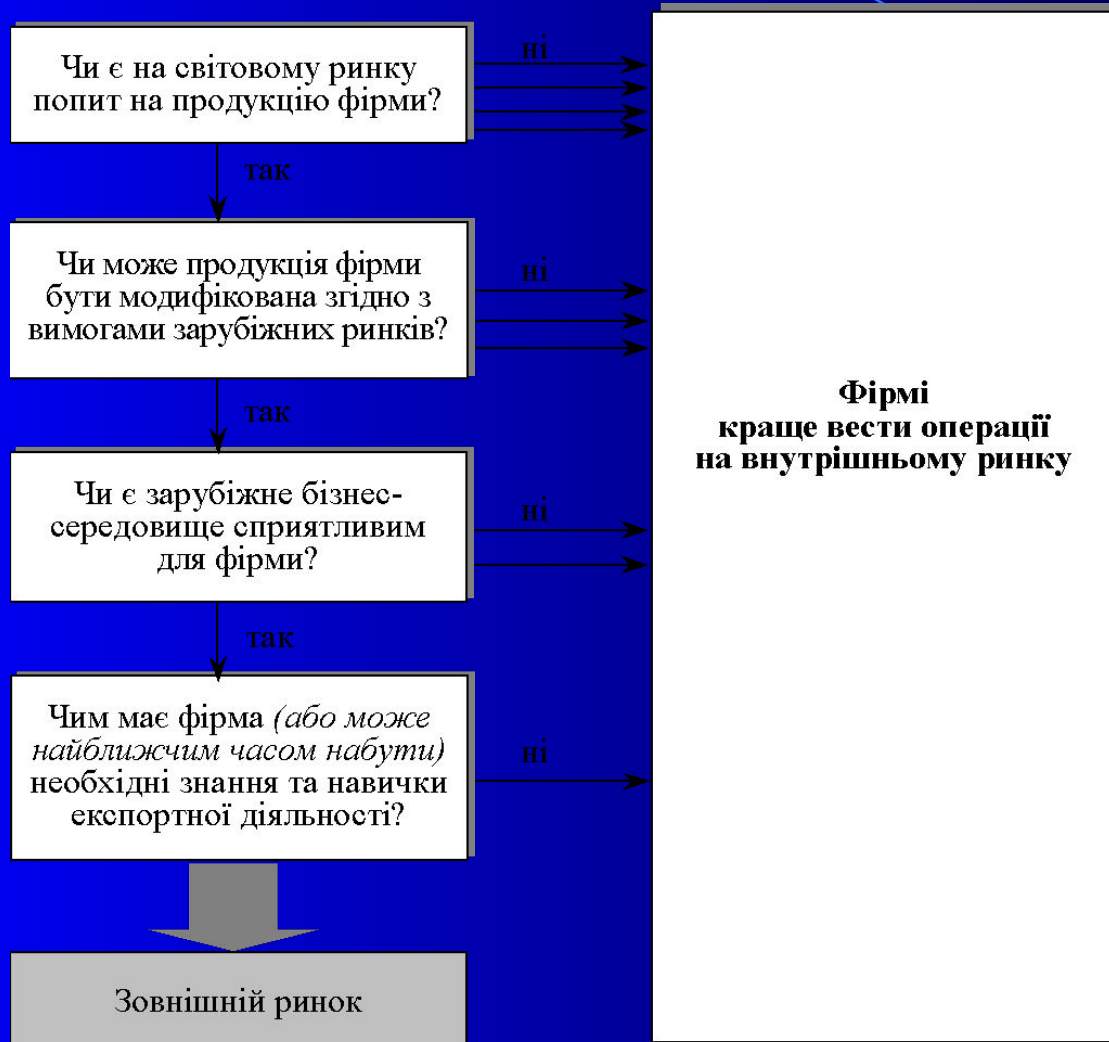 Чи є на світовому ринку
попит на продукцію фірми?
ні
так
Чи може продукція фірми
бути модифікована згідно з
вимогами зарубіжних ринків?
ні
так
Чи є зарубіжне бізнес-
середовище сприятливим
для фірми?
ні
так
Чим має фірма (або може
найближчим часом набути)
необхідні знання та навички
експортної діяльності?
ні
Зовнішній ринок
Фірмі
краще вести операції
на внутрішньому ринку